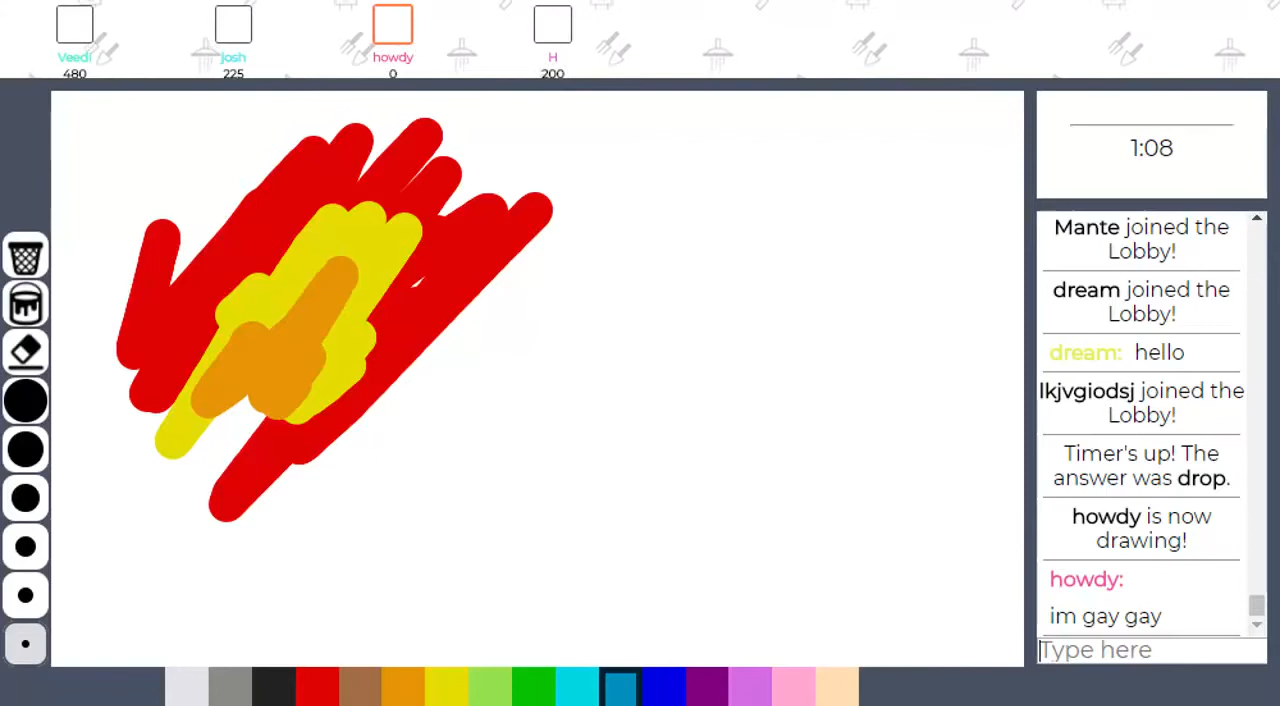 Veedi
480
josh
225
howdy
0
H
200
1:08
Mante joined the
Lobby!
dream joined the
Lobby!
dream: hello
lkjvgiodsj joined the
Lobby!
Timer's up! The
answer was drop.
howdy is now
drawing!
howdy:
im gay gay
Type here